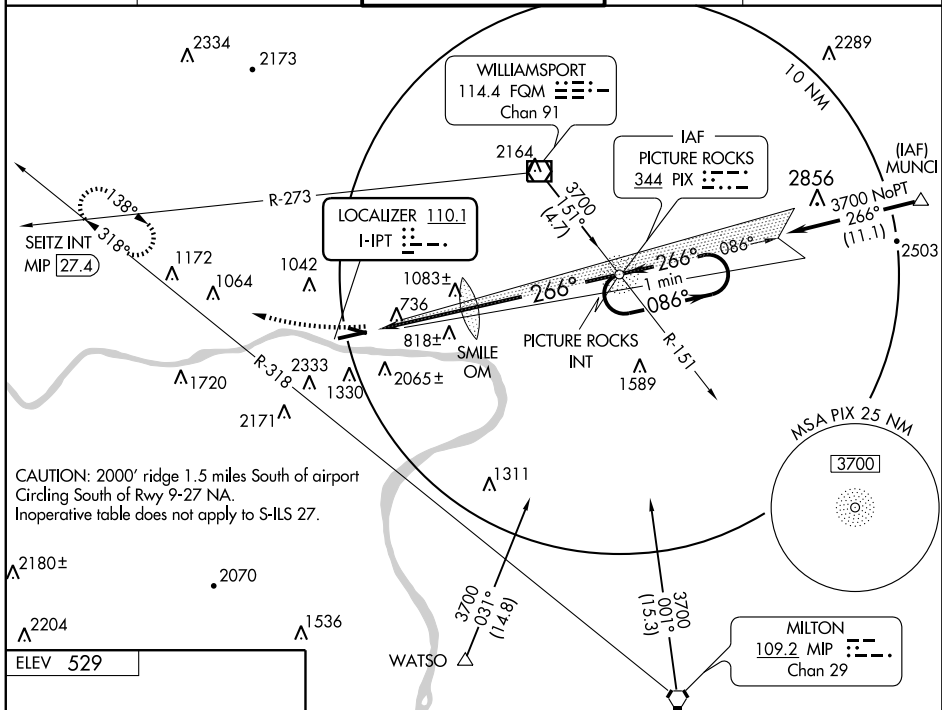 2334
2173
2289
10 NM
WILLIAMSPORT
114.4 FQM
Chan 91
IAF
PICTURE ROCKS
344 PIX
(IAF)
MUNCI
2164
2856
3700 NoPT
266°
(11.1)
2503
3700
151°
(4.7)
R-273
138°
318°
SEITZ INT
MIP 27.4
LOCALIZER 110.1
I-IPT
1172
1064
1042
1083±
736
818±
SMILE
OM
266°
266°
086°
1 min
086°
PICTURE ROCKS
INT
R-151
1589
R-318
1720
2333
1330
2065±
2171
MSA PIX 25 NM
3700
CAUTION: 2000' ridge 1.5 miles South of airport
Circling South of Rwy 9-27 NA.
Inoperative table does not apply to S-ILS 27.
1311
2180±
2070
2204
1536
3700
031°
(14.8)
3700
001°
(15.3)
WATSO
MILTON
109.2 MIP
Chan 29
ELEV 529